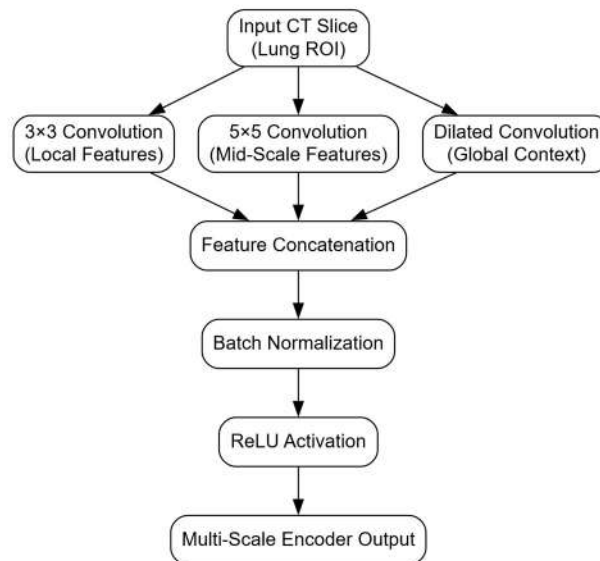 Input CT Slice
(Lung ROI)
3×3 Convolution
(Local Features)
5×5 Convolution
(Mid-Scale Features)
Dilated Convolution
(Global Context)
Feature Concatenation
Batch Normalization
ReLU Activation
Multi-Scale Encoder Output